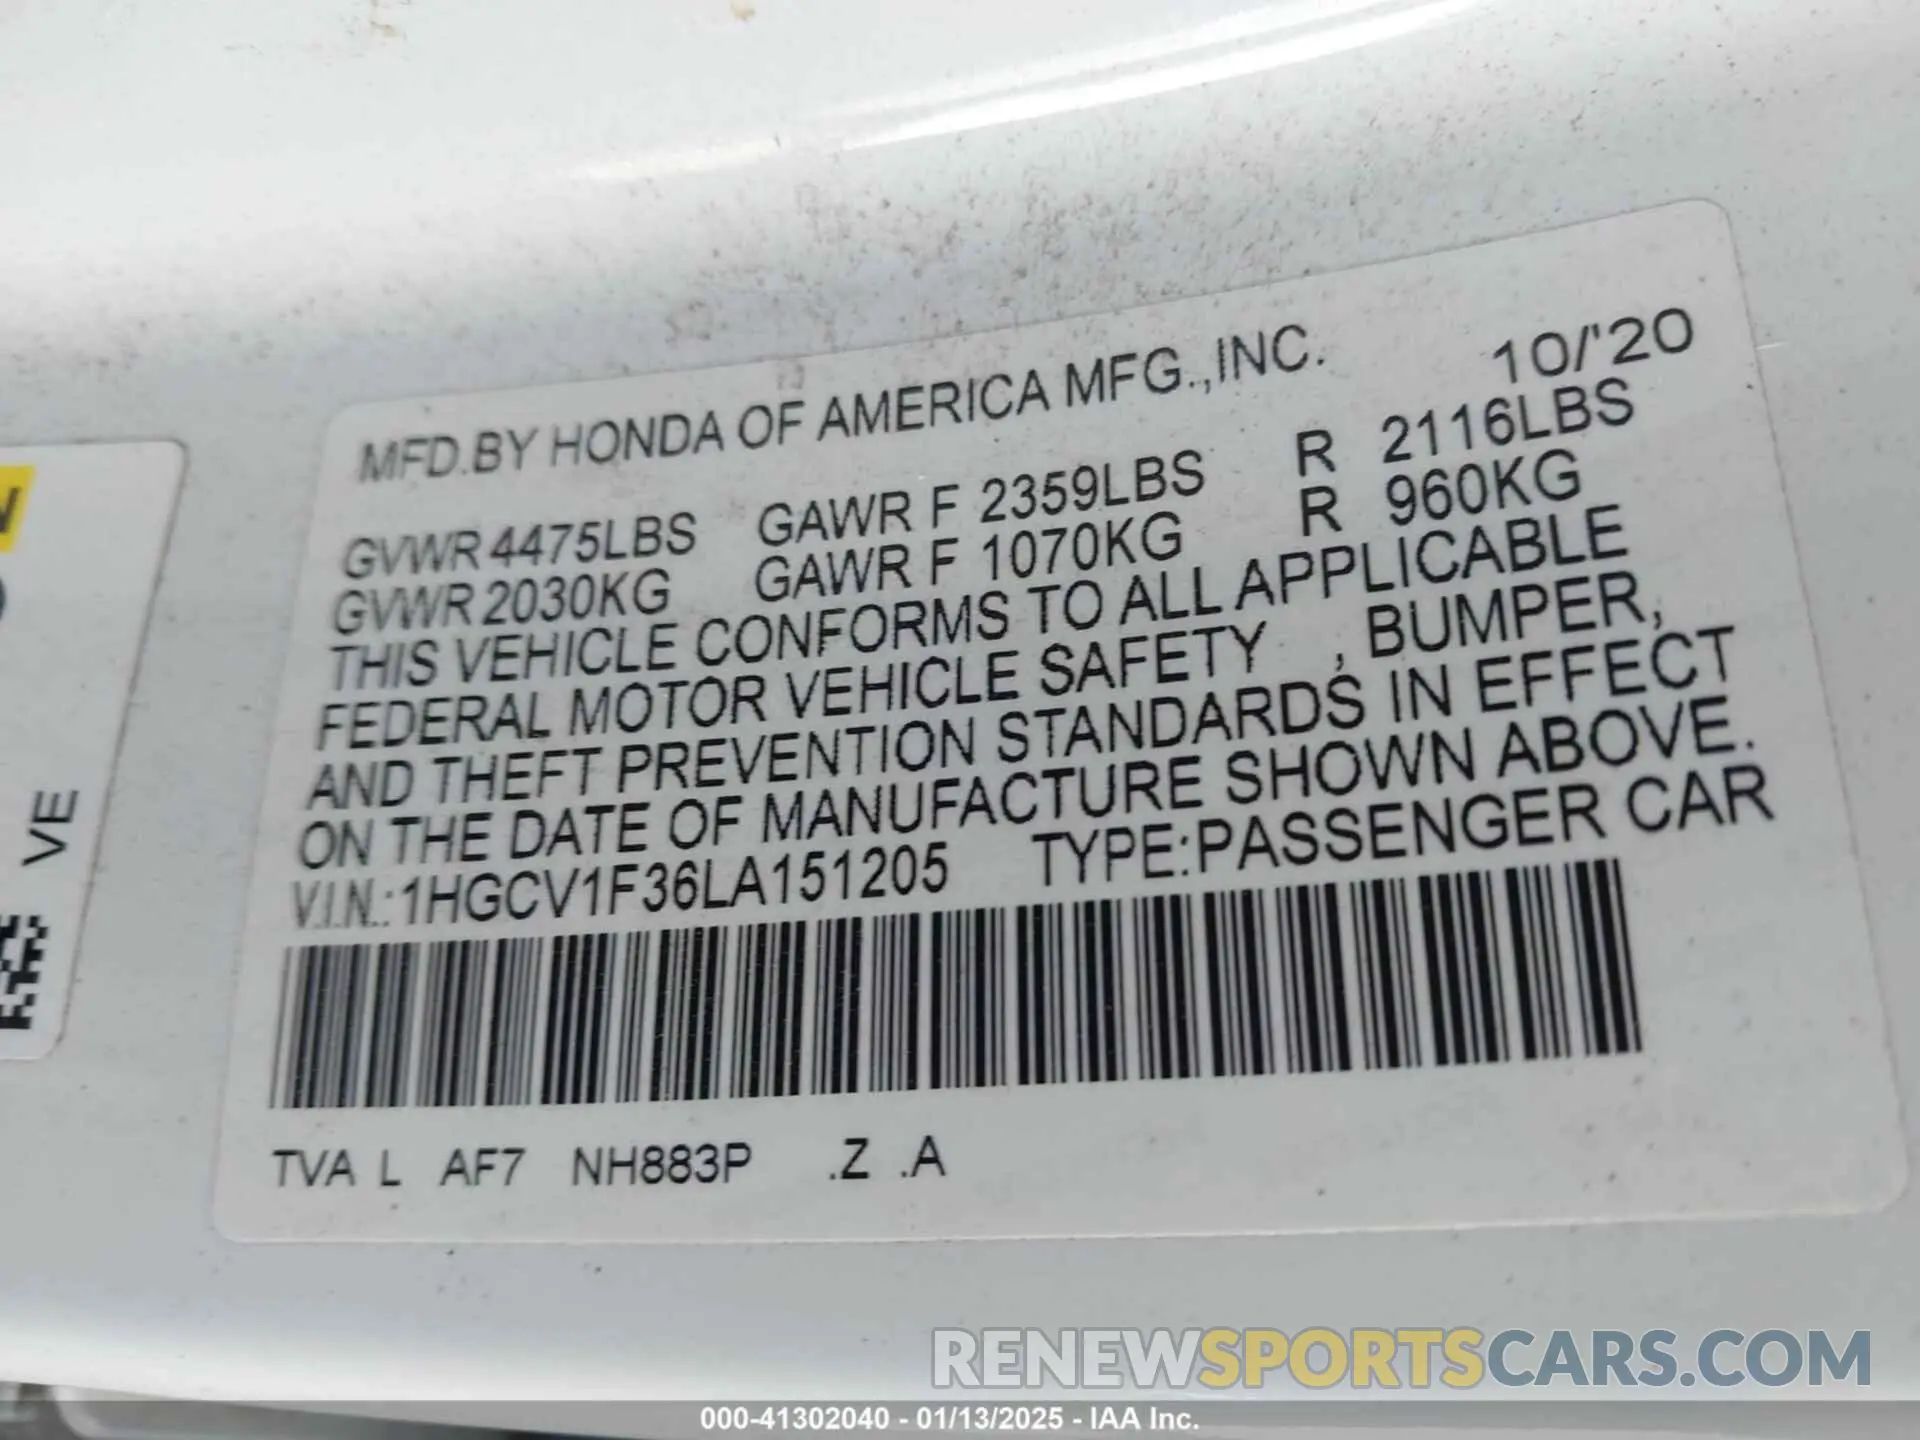 MFD.BY HONDA OF AMERICA MFG.,INC. 10/'20
GVWR 4475LBS GAWR F 2359LBS R 2116LBS
GVWR 2030KG GAWR F 1070KG R 960KG
THIS VEHICLE CONFORMS TO ALL APPLICABLE
FEDERAL MOTOR VEHICLE SAFETY , BUMPER,
AND THEFT PREVENTION STANDARDS IN EFFECT
ON THE DATE OF MANUFACTURE SHOWN ABOVE.
V.I.N.:1HGCV1F36LA151205 TYPE:PASSENGER CAR
TVA L AF7 NH883P .Z .A
VE
RENEWSPORTSCARS.COM
000-41302040 - 01/13/2025 - IAA Inc.